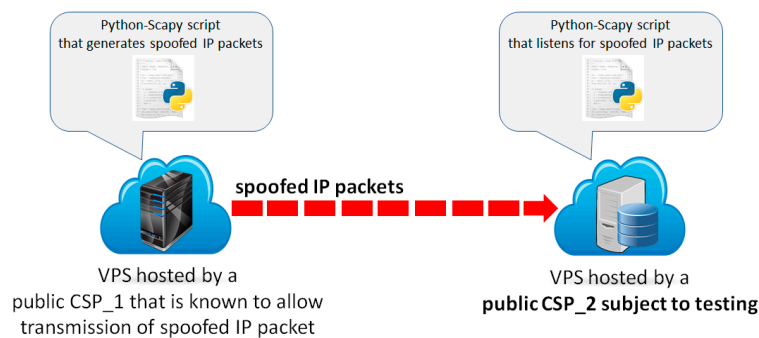 Python-Scapy script
that generates spoofed IP packets
Python-Scapy script
that listens for spoofed IP packets
spoofed IP packets
VPS hosted by a
public CSP_1 that is known to allow
transmission of spoofed IP packet
VPS hosted by a
public CSP_2 subject to testing